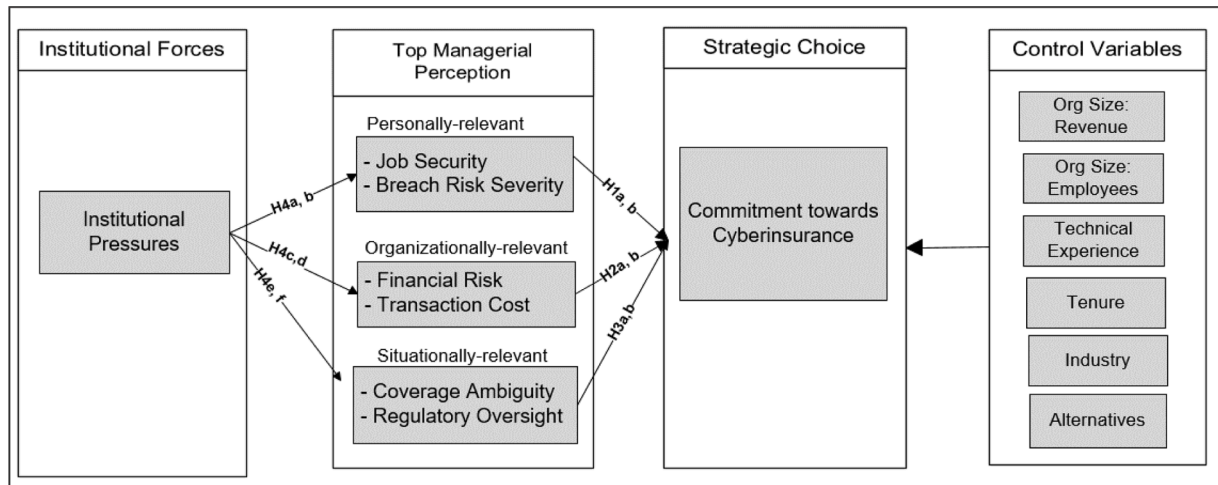 Institutional Forces
Institutional
Pressures
H4a, b
H4c,d
H4e, f
Top Managerial
Perception
Personally-relevant
- Job Security
- Breach Risk Severity
Organizationally-relevant
- Financial Risk
- Transaction Cost
Situationally-relevant
- Coverage Ambiguity
- Regulatory Oversight
H1a, b
H2a, b
H3a,b
Strategic Choice
Commitment towards
Cyberinsurance
Control Variables
Org Size:
Revenue
Org Size:
Employees
Technical
Experience
Tenure
Industry
Alternatives